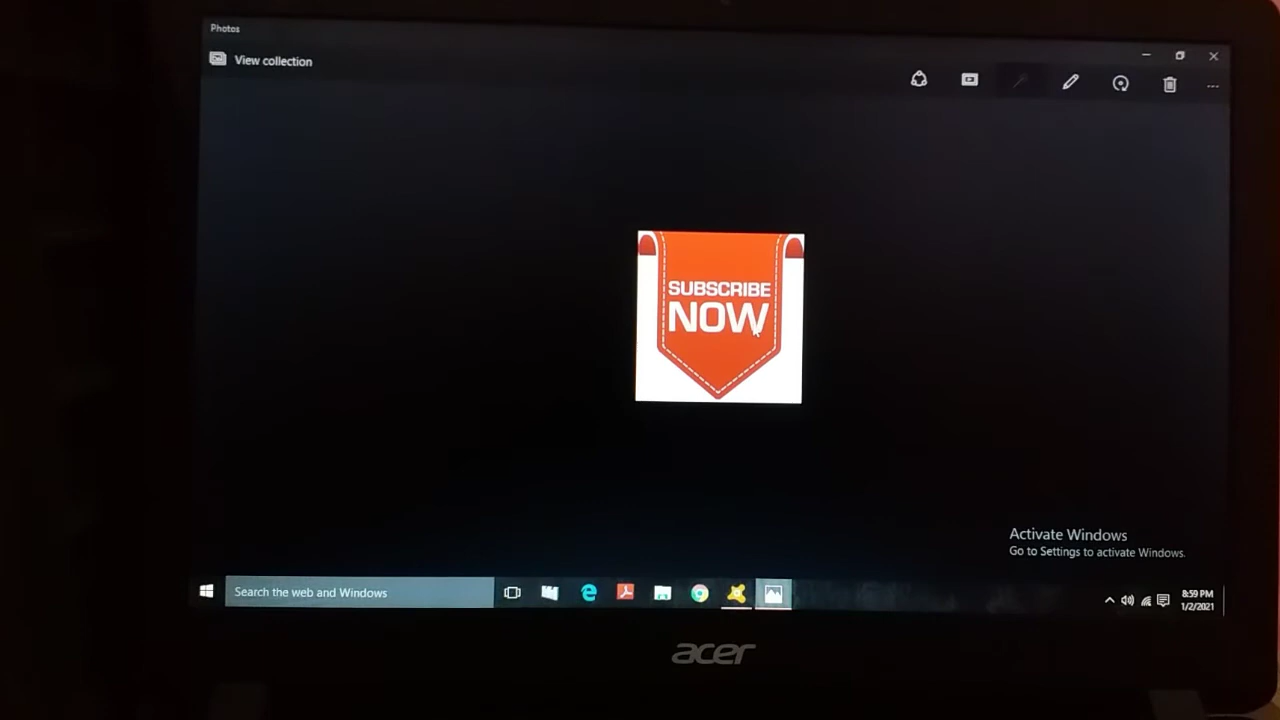 Photos
View collection
SUBSCRIBE
NOW
Activate Windows
Go to Settings to activate Windows.
Search the web and Windows
8:59 PM
1/2/2021
acer